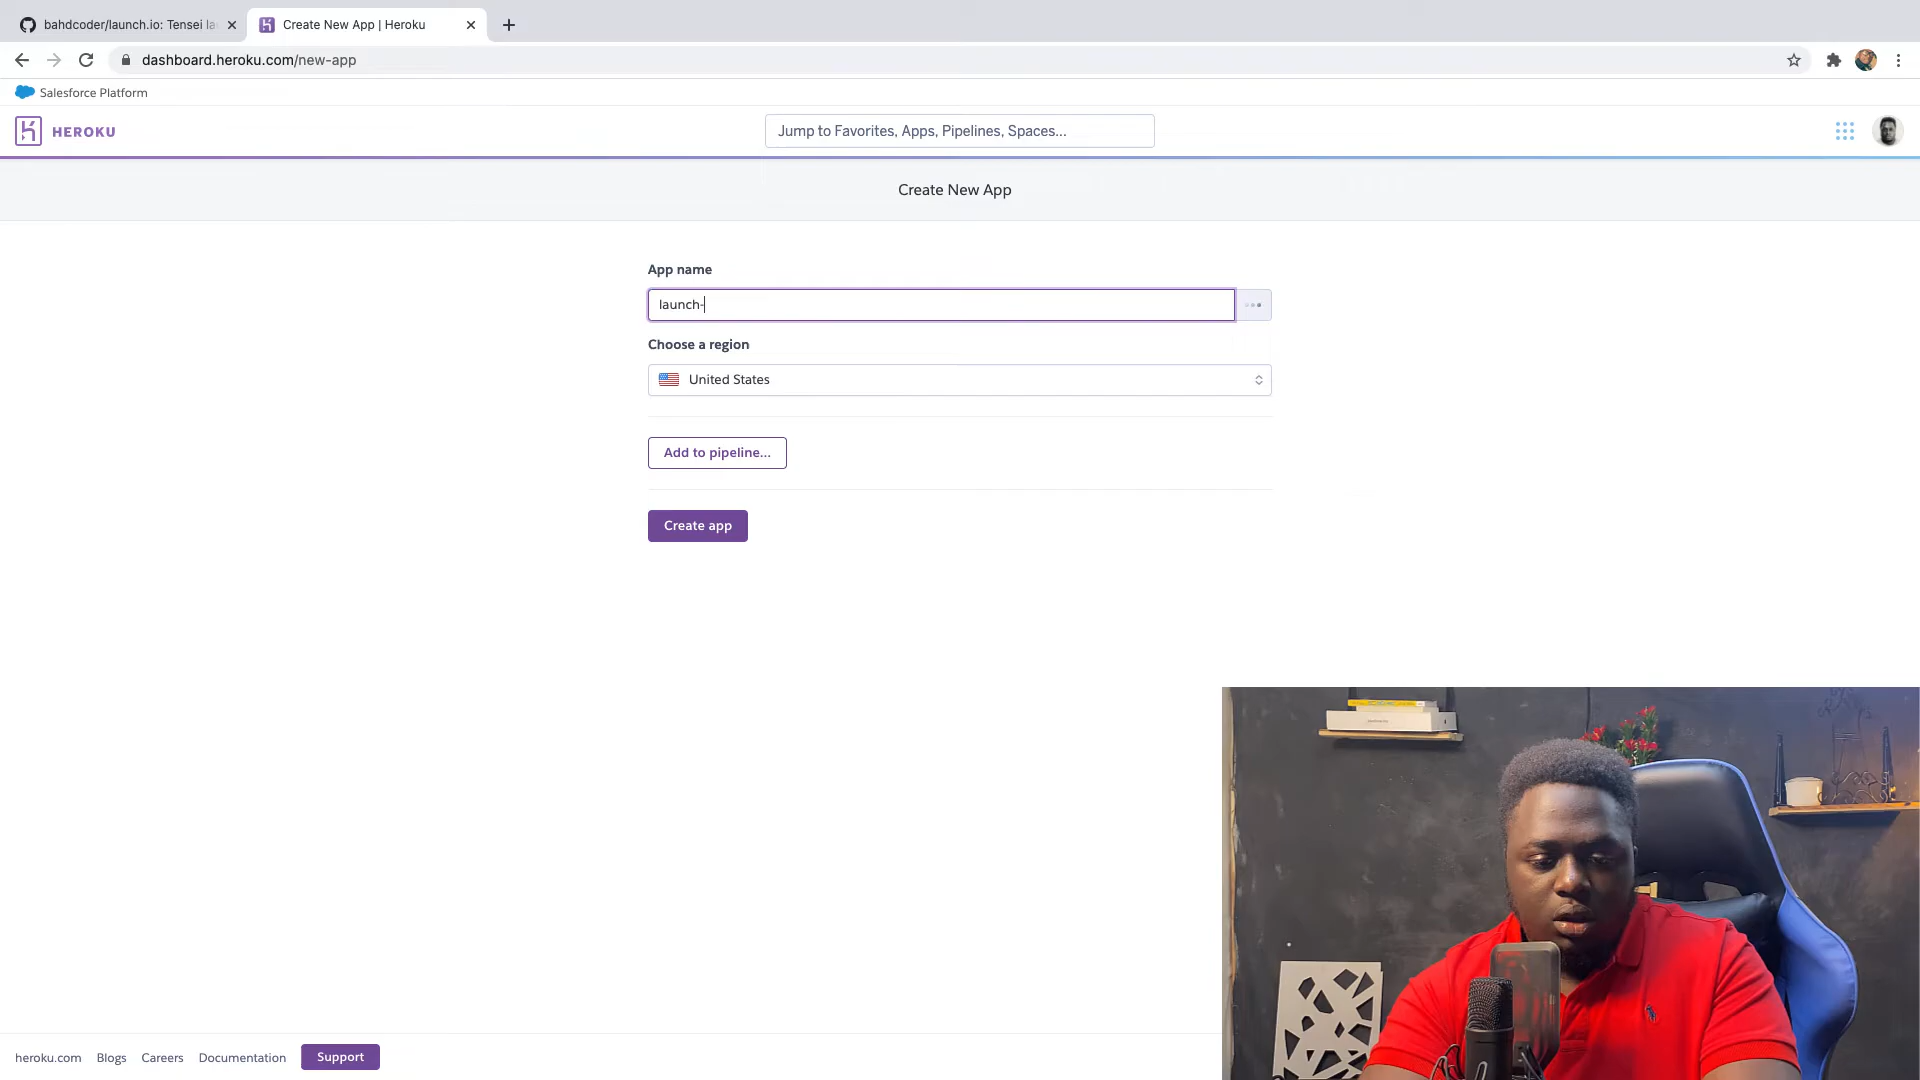 bahdcoder/launch.io: Tensei la
Create New App | Heroku
dashboard.heroku.com/new-app
Salesforce Platform
HEROKU
Jump to Favorites, Apps, Pipelines, Spaces...
Create New App
App name
launch-
Choose a region
United States
Add to pipeline...
Create app
heroku.com
Blogs
Careers
Documentation
Support